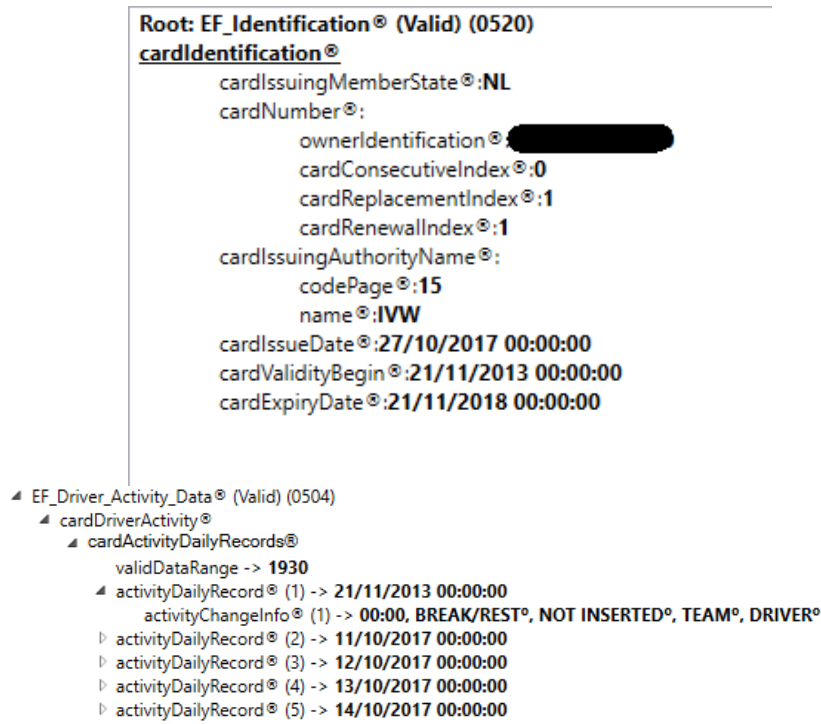 Root: EF_Identification® (Valid) (0520)
cardIdentification®
cardIssuingMemberState®:NL
cardNumber®:
ownerIdentification®:
cardConsecutiveIndex®:0
cardReplacementIndex®:1
cardRenewalIndex®:1
cardIssuingAuthorityName®:
codePage®:15
name®:IVW
cardIssueDate®:27/10/2017 00:00:00
cardValidityBegin®:21/11/2013 00:00:00
cardExpiryDate®:21/11/2018 00:00:00
EF_Driver_Activity_Data® (Valid) (0504)
cardDriverActivity®
cardActivityDailyRecords®
validDataRange -> 1930
activityDailyRecord® (1) -> 21/11/2013 00:00:00
activityChangeInfo® (1) -> 00:00, BREAK/RESTº, NOT INSERTEDº, TEAMº, DRIVERº
activityDailyRecord® (2) -> 11/10/2017 00:00:00
activityDailyRecord® (3) -> 12/10/2017 00:00:00
activityDailyRecord® (4) -> 13/10/2017 00:00:00
activityDailyRecord® (5) -> 14/10/2017 00:00:00